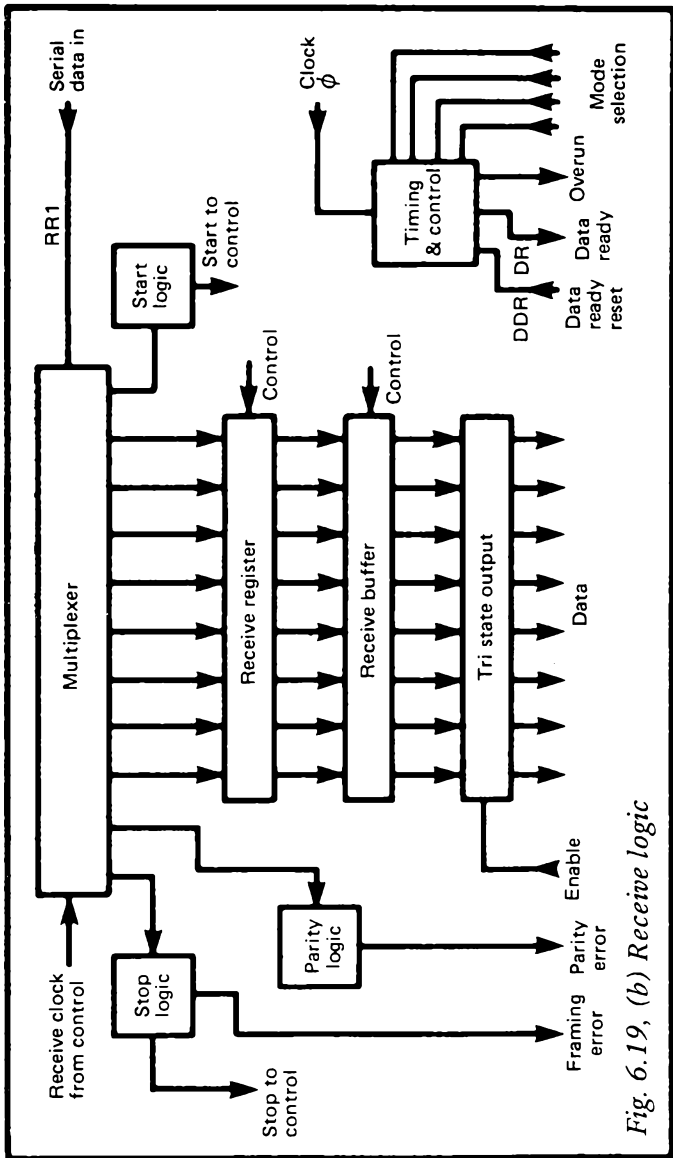 Serial
data in
RR1
Receive clock
from control
Multiplexer
Start
logic
Start to
control
Stop
logic
Stop to
control
Framing
error
Parity
logic
Parity
error
Receive register
Control
Receive buffer
Control
Tri state output
Enable
Data
Clock
ϕ
Timing
& control
DDR
Data
ready
reset
DR
Data
ready
Overun
Mode
selection
Fig. 6.19, (b) Receive logic